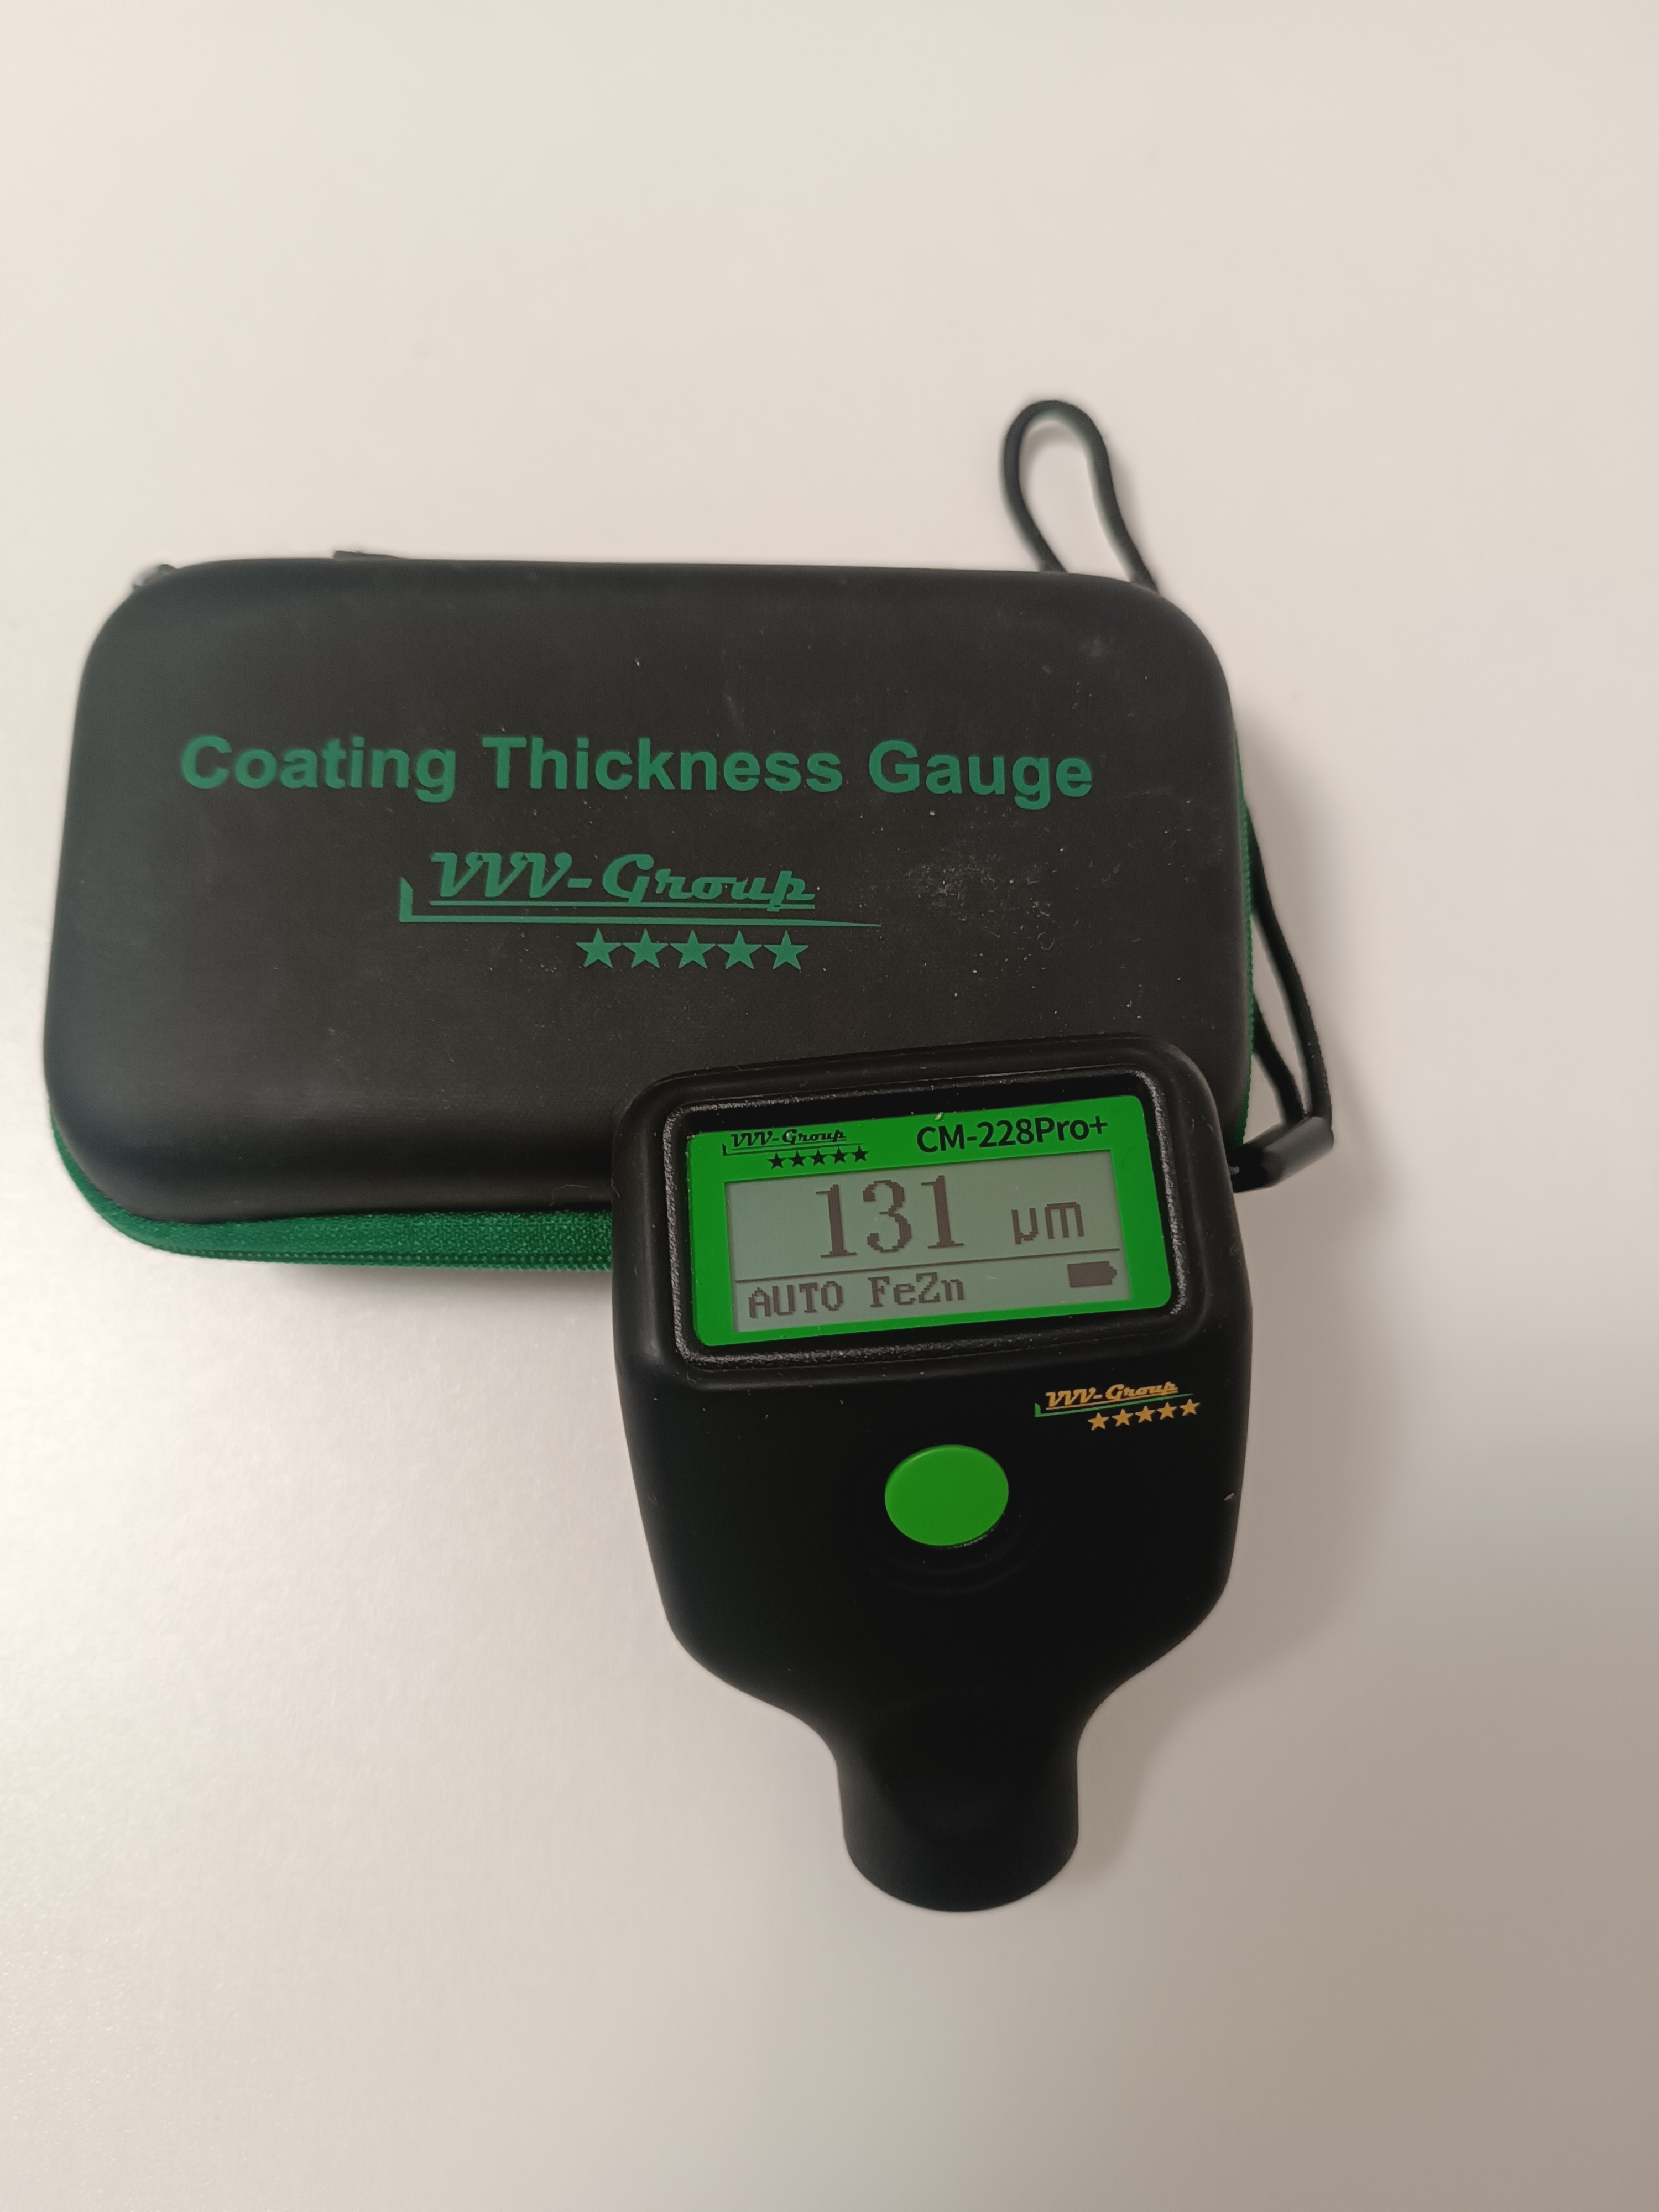 Coating Thickness Gauge
VVV-Group
VVV-Group
CM-228Pro+
131 µm
AUTO FeZn
VVV-Group